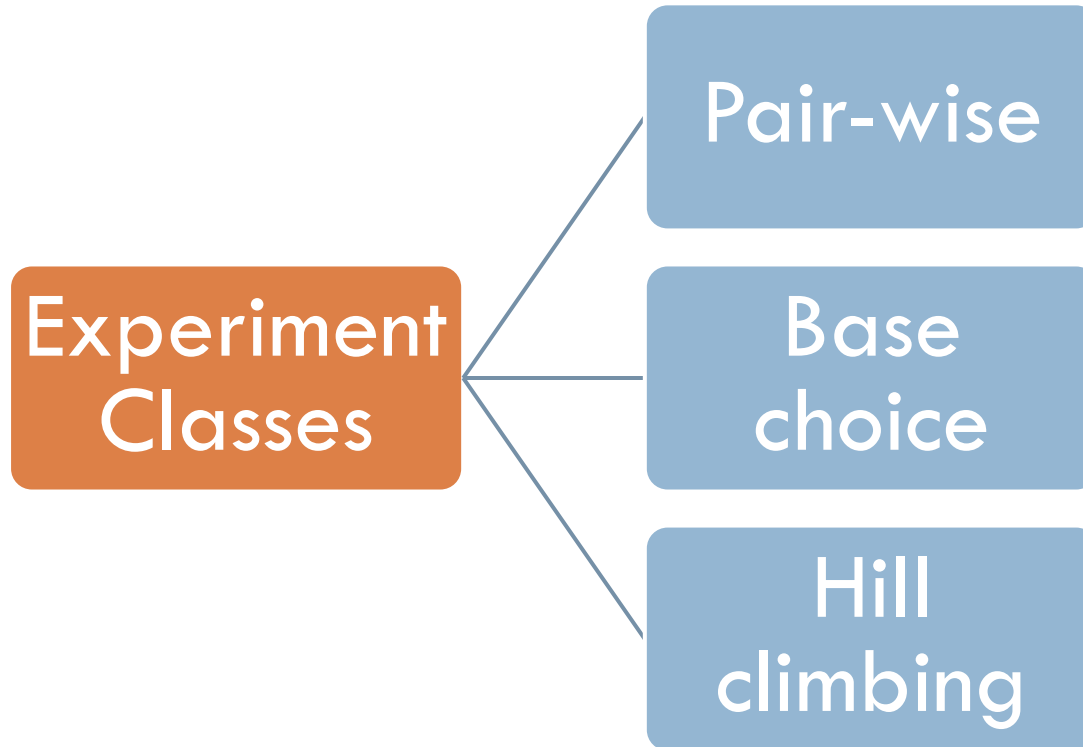 Pair-wise
Experiment
Classes
Base
choice
Hill
climbing